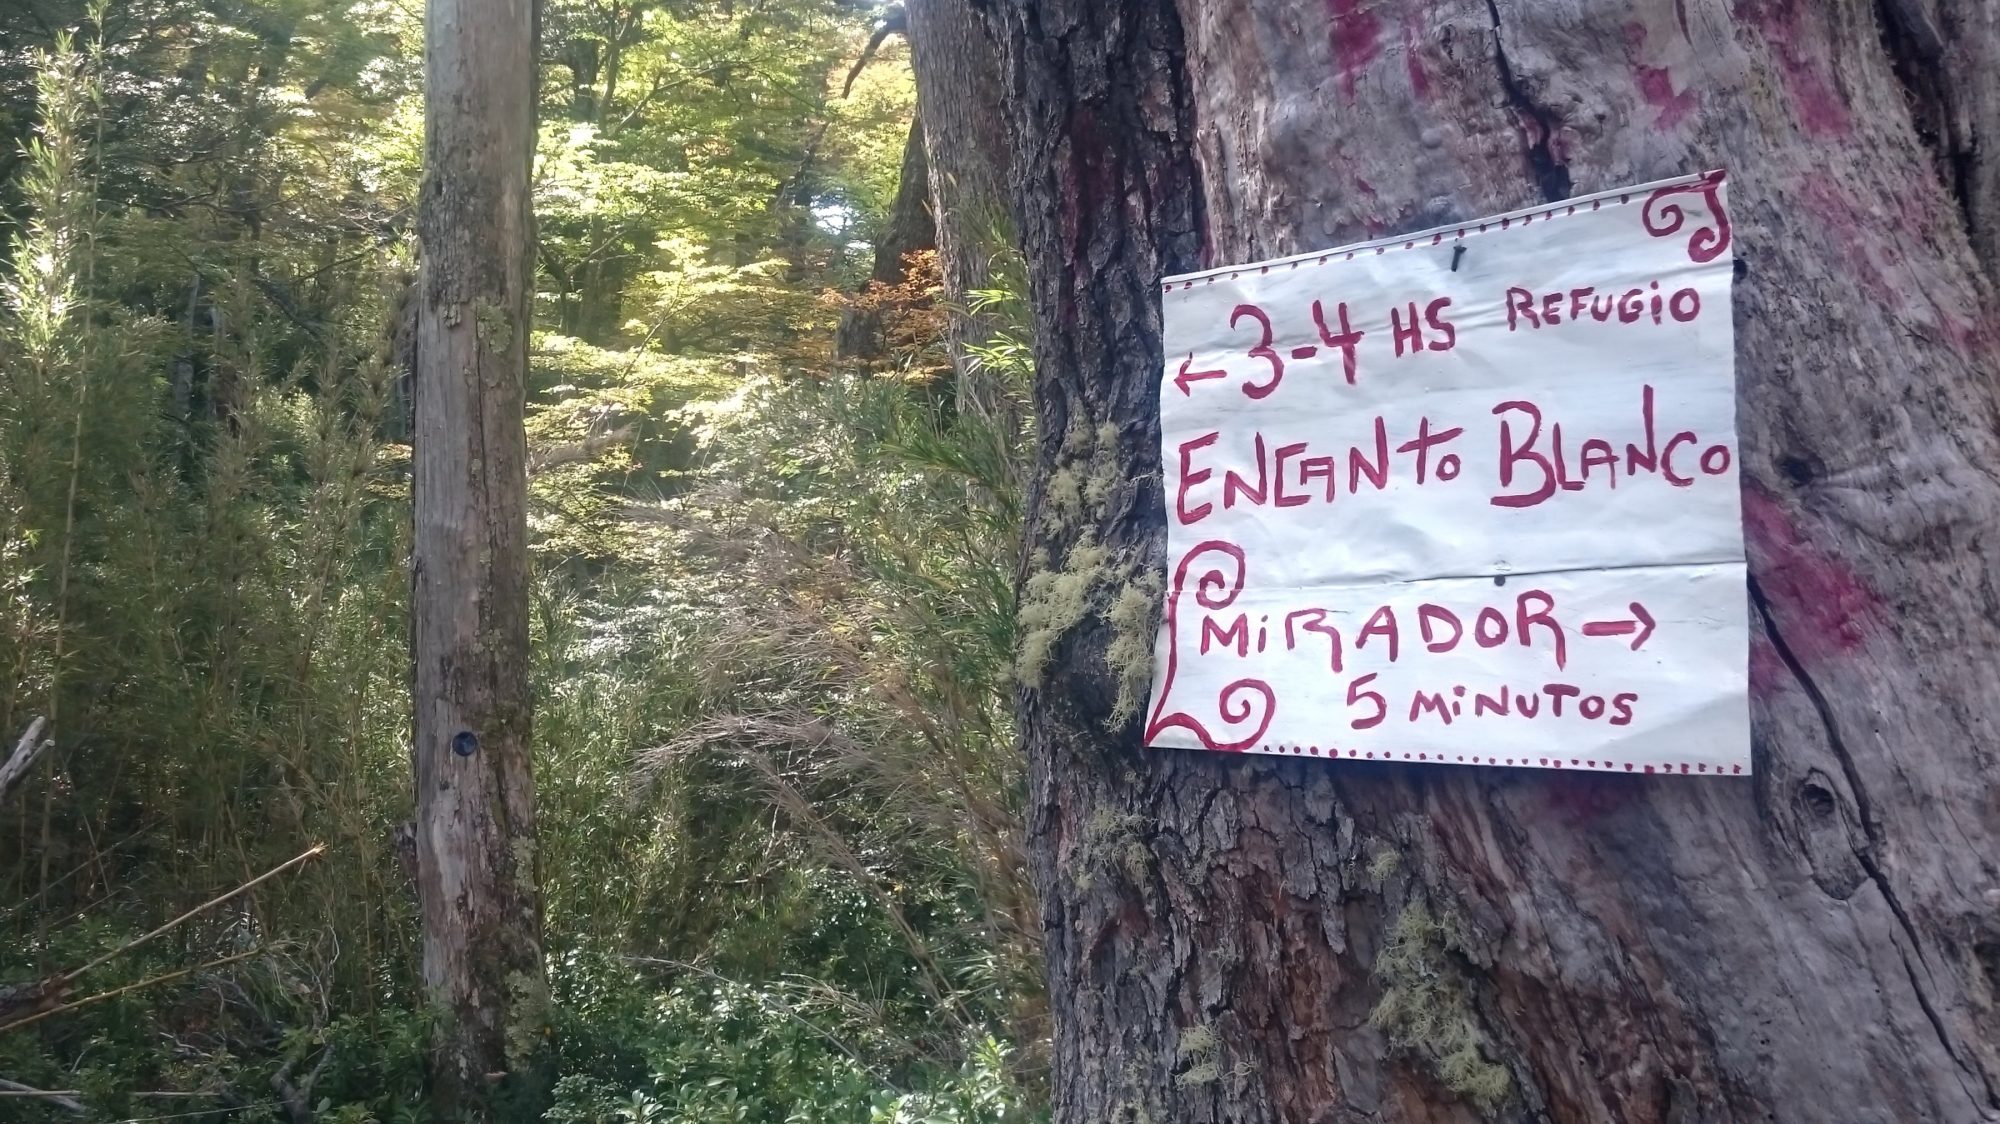 ← 3-4 HS REFUGIO
ENCANTO BLANCO
MIRADOR →
5 MINUTOS